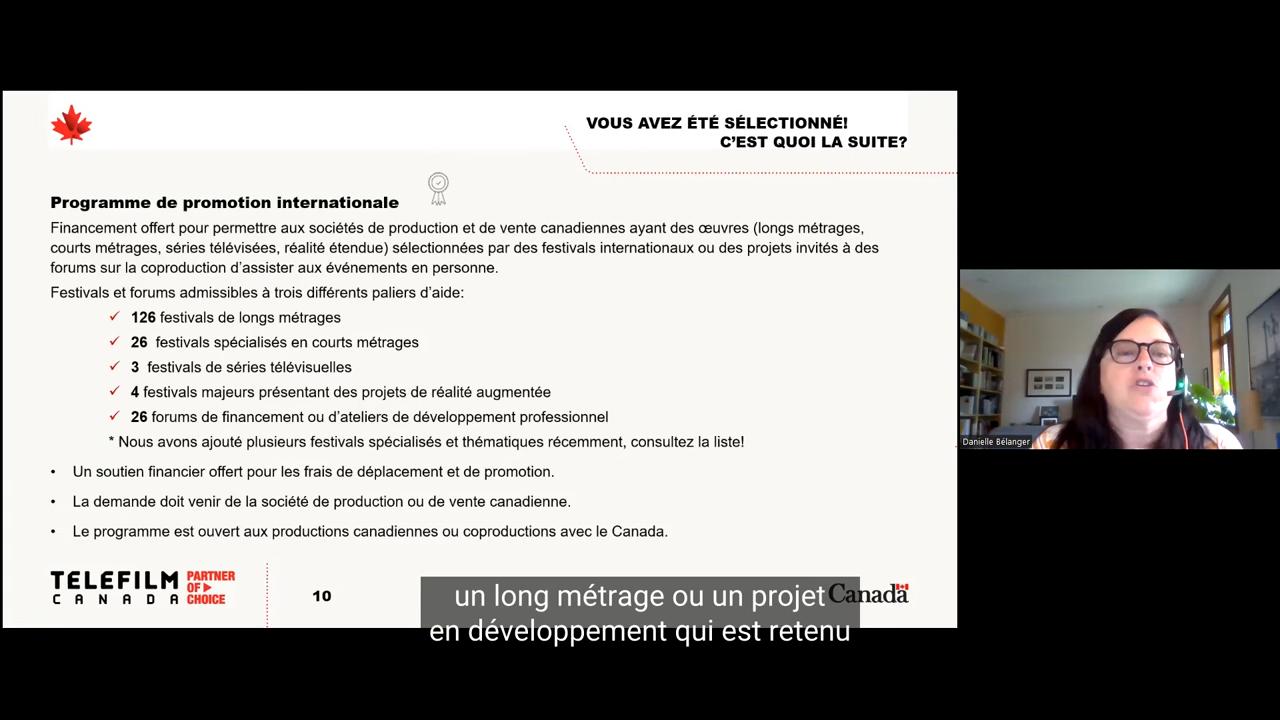 VOUS AVEZ ÉTÉ SÉLECTIONNÉ!
C’EST QUOI LA SUITE?
Programme de promotion internationale
Financement offert pour permettre aux sociétés de production et de vente canadiennes ayant des œuvres (longs métrages,
courts métrages, séries télévisées, réalité étendue) sélectionnées par des festivals internationaux ou des projets invités à des
forums sur la coproduction d’assister aux événements en personne.
Festivals et forums admissibles à trois différents paliers d’aide:
✓ 126 festivals de longs métrages
✓ 26 festivals spécialisés en courts métrages
✓ 3 festivals de séries télévisuelles
✓ 4 festivals majeurs présentant des projets de réalité augmentée
✓ 26 forums de financement ou d’ateliers de développement professionnel
* Nous avons ajouté plusieurs festivals spécialisés et thématiques récemment, consultez la liste!
• Un soutien financier offert pour les frais de déplacement et de promotion.
• La demande doit venir de la société de production ou de vente canadienne.
• Le programme est ouvert aux productions canadiennes ou coproductions avec le Canada.
TELEFILM
CANADA
PARTNER
OF
CHOICE
10
Canada
un long métrage ou un projet
en développement qui est retenu
Danielle Bélanger